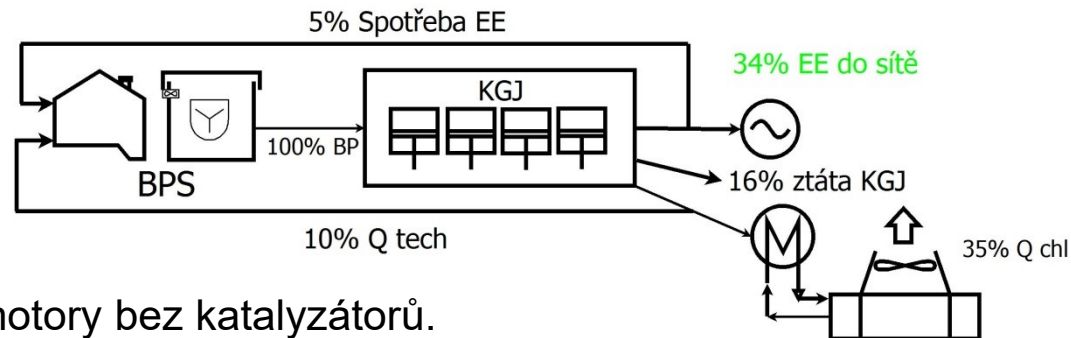 5% Spotřeba EE
34% EE do sítě
KGJ
100% BP
BPS
16% ztáta KGJ
10% Q tech
35% Q chl
motory bez katalyzátorů.